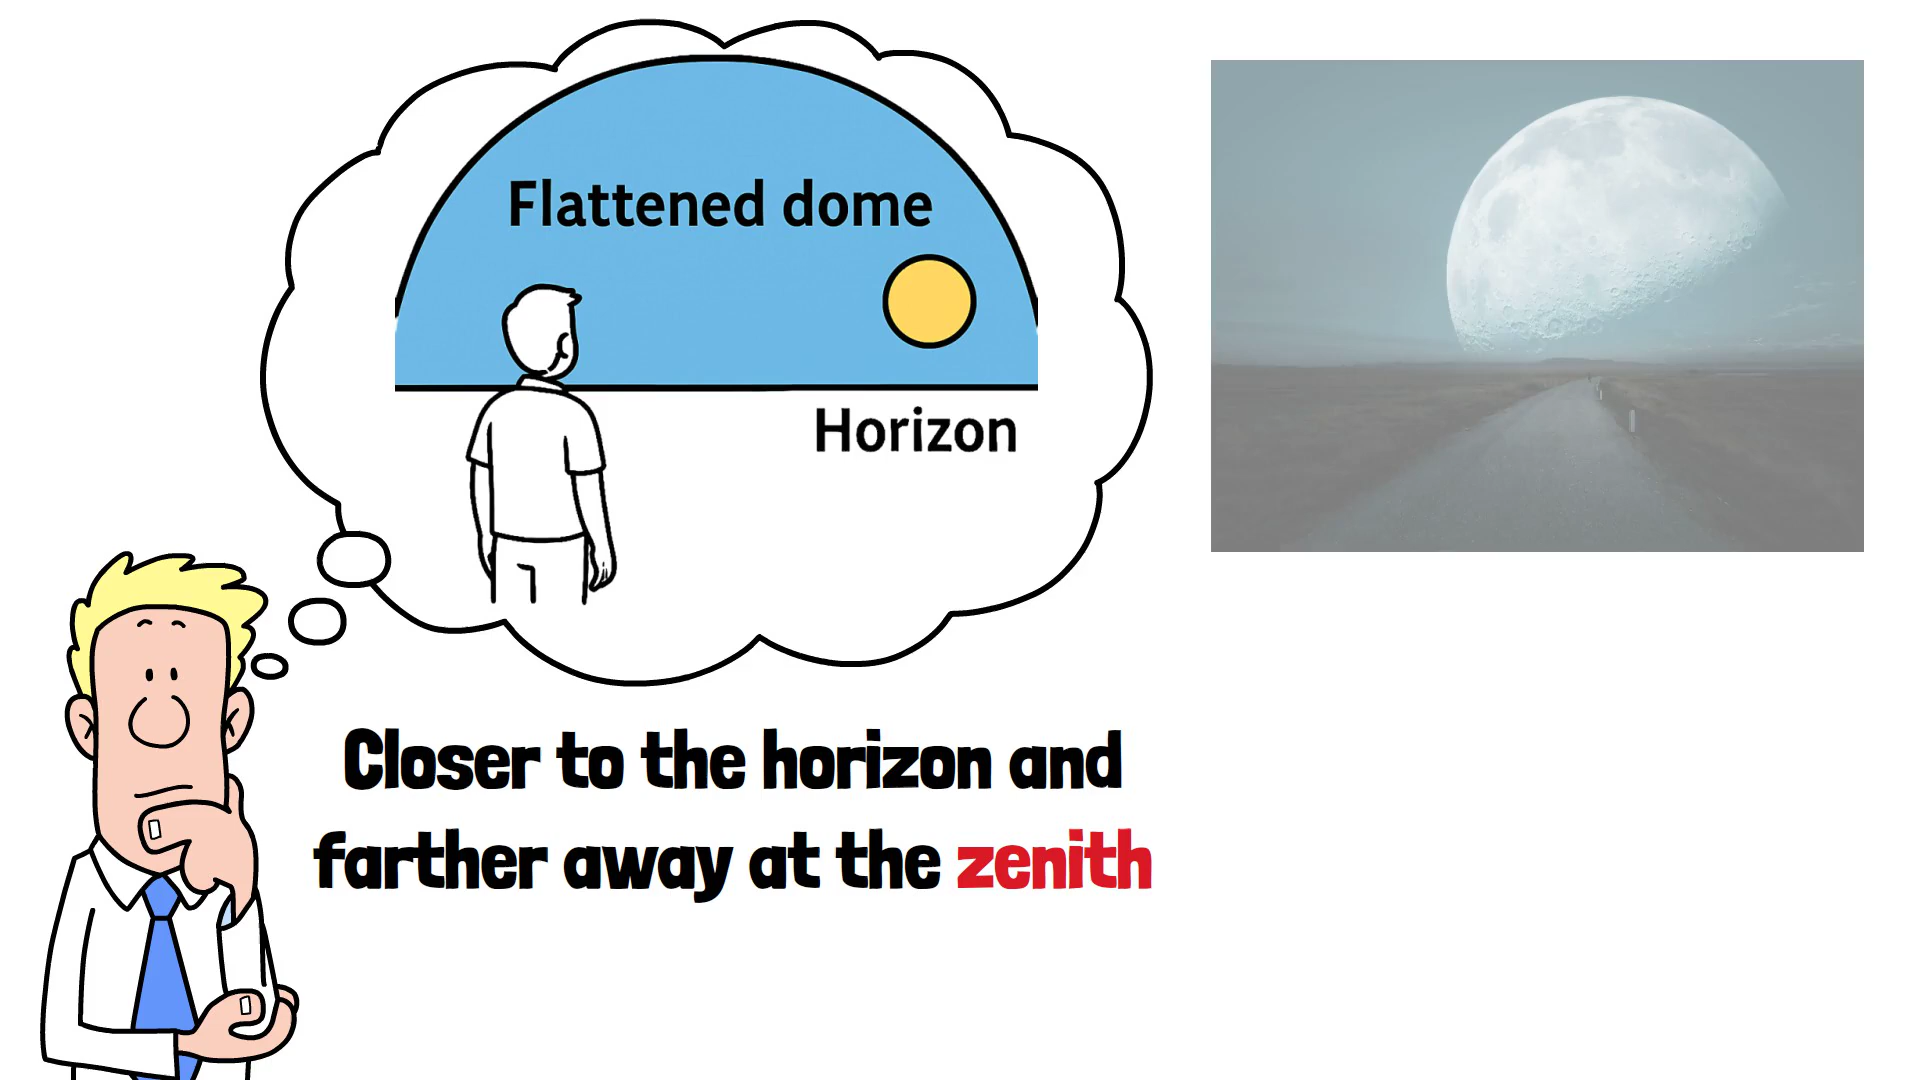 Flattened dome
Horizon
Closer to the horizon and
farther away at the zenith